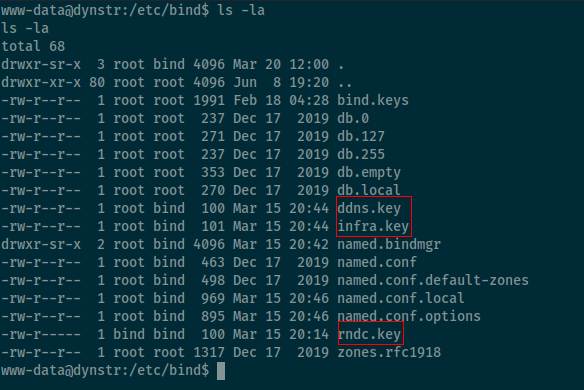 www-data@dynstr:/etc/bind$ ls -la
ls -la
total 68
drwxr-sr-x  3 root bind 4096 Mar 20 12:00 .
drwxr-xr-x 80 root root 4096 Jun  8 19:20 ..
-rw-r--r--  1 root root 1991 Feb 18 04:28 bind.keys
-rw-r--r--  1 root root  237 Dec 17  2019 db.0
-rw-r--r--  1 root root  271 Dec 17  2019 db.127
-rw-r--r--  1 root root  237 Dec 17  2019 db.255
-rw-r--r--  1 root root  353 Dec 17  2019 db.empty
-rw-r--r--  1 root root  270 Dec 17  2019 db.local
-rw-r--r--  1 root bind  100 Mar 15 20:44 ddns.key
-rw-r--r--  1 root bind  101 Mar 15 20:44 infra.key
drwxr-sr-x  2 root bind 4096 Mar 15 20:42 named.bindmgr
-rw-r--r--  1 root bind  463 Dec 17  2019 named.conf
-rw-r--r--  1 root bind  498 Dec 17  2019 named.conf.default-zones
-rw-r--r--  1 root bind  969 Mar 15 20:46 named.conf.local
-rw-r--r--  1 root bind  895 Mar 15 20:46 named.conf.options
-rw-r-----  1 bind bind  100 Mar 15 20:14 rndc.key
-rw-r--r--  1 root root 1317 Dec 17  2019 zones.rfc1918
www-data@dynstr:/etc/bind$